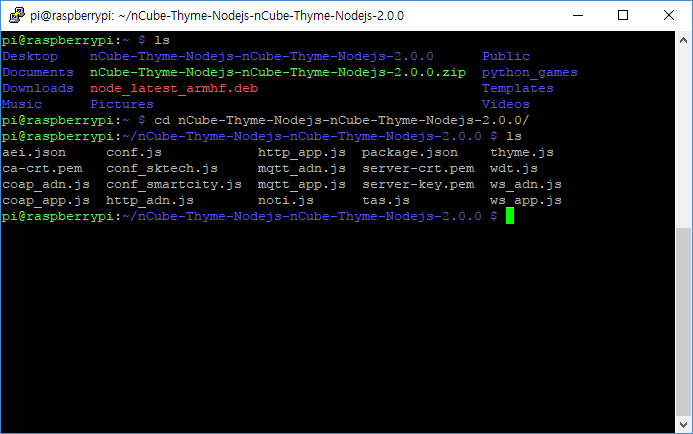 pi@raspberrypi: ~/nCube-Thyme-Nodejs-nCube-Thyme-Nodejs-2.0.0
pi@raspberrypi:~ $ ls
Desktop    nCube-Thyme-Nodejs-nCube-Thyme-Nodejs-2.0.0      Public
Documents  nCube-Thyme-Nodejs-nCube-Thyme-Nodejs-2.0.0.zip  python_games
Downloads  node_latest_armhf.deb                            Templates
Music      Pictures                                         Videos
pi@raspberrypi:~ $ cd nCube-Thyme-Nodejs-nCube-Thyme-Nodejs-2.0.0/
pi@raspberrypi:~/nCube-Thyme-Nodejs-nCube-Thyme-Nodejs-2.0.0 $ ls
aei.json     conf.js            http_app.js  package.json    thyme.js
ca-crt.pem   conf_sktech.js     mqtt_adn.js  server-crt.pem  wdt.js
coap_adn.js  conf_smartcity.js  mqtt_app.js  server-key.pem  ws_adn.js
coap_app.js  http_adn.js        noti.js      tas.js          ws_app.js
pi@raspberrypi:~/nCube-Thyme-Nodejs-nCube-Thyme-Nodejs-2.0.0 $